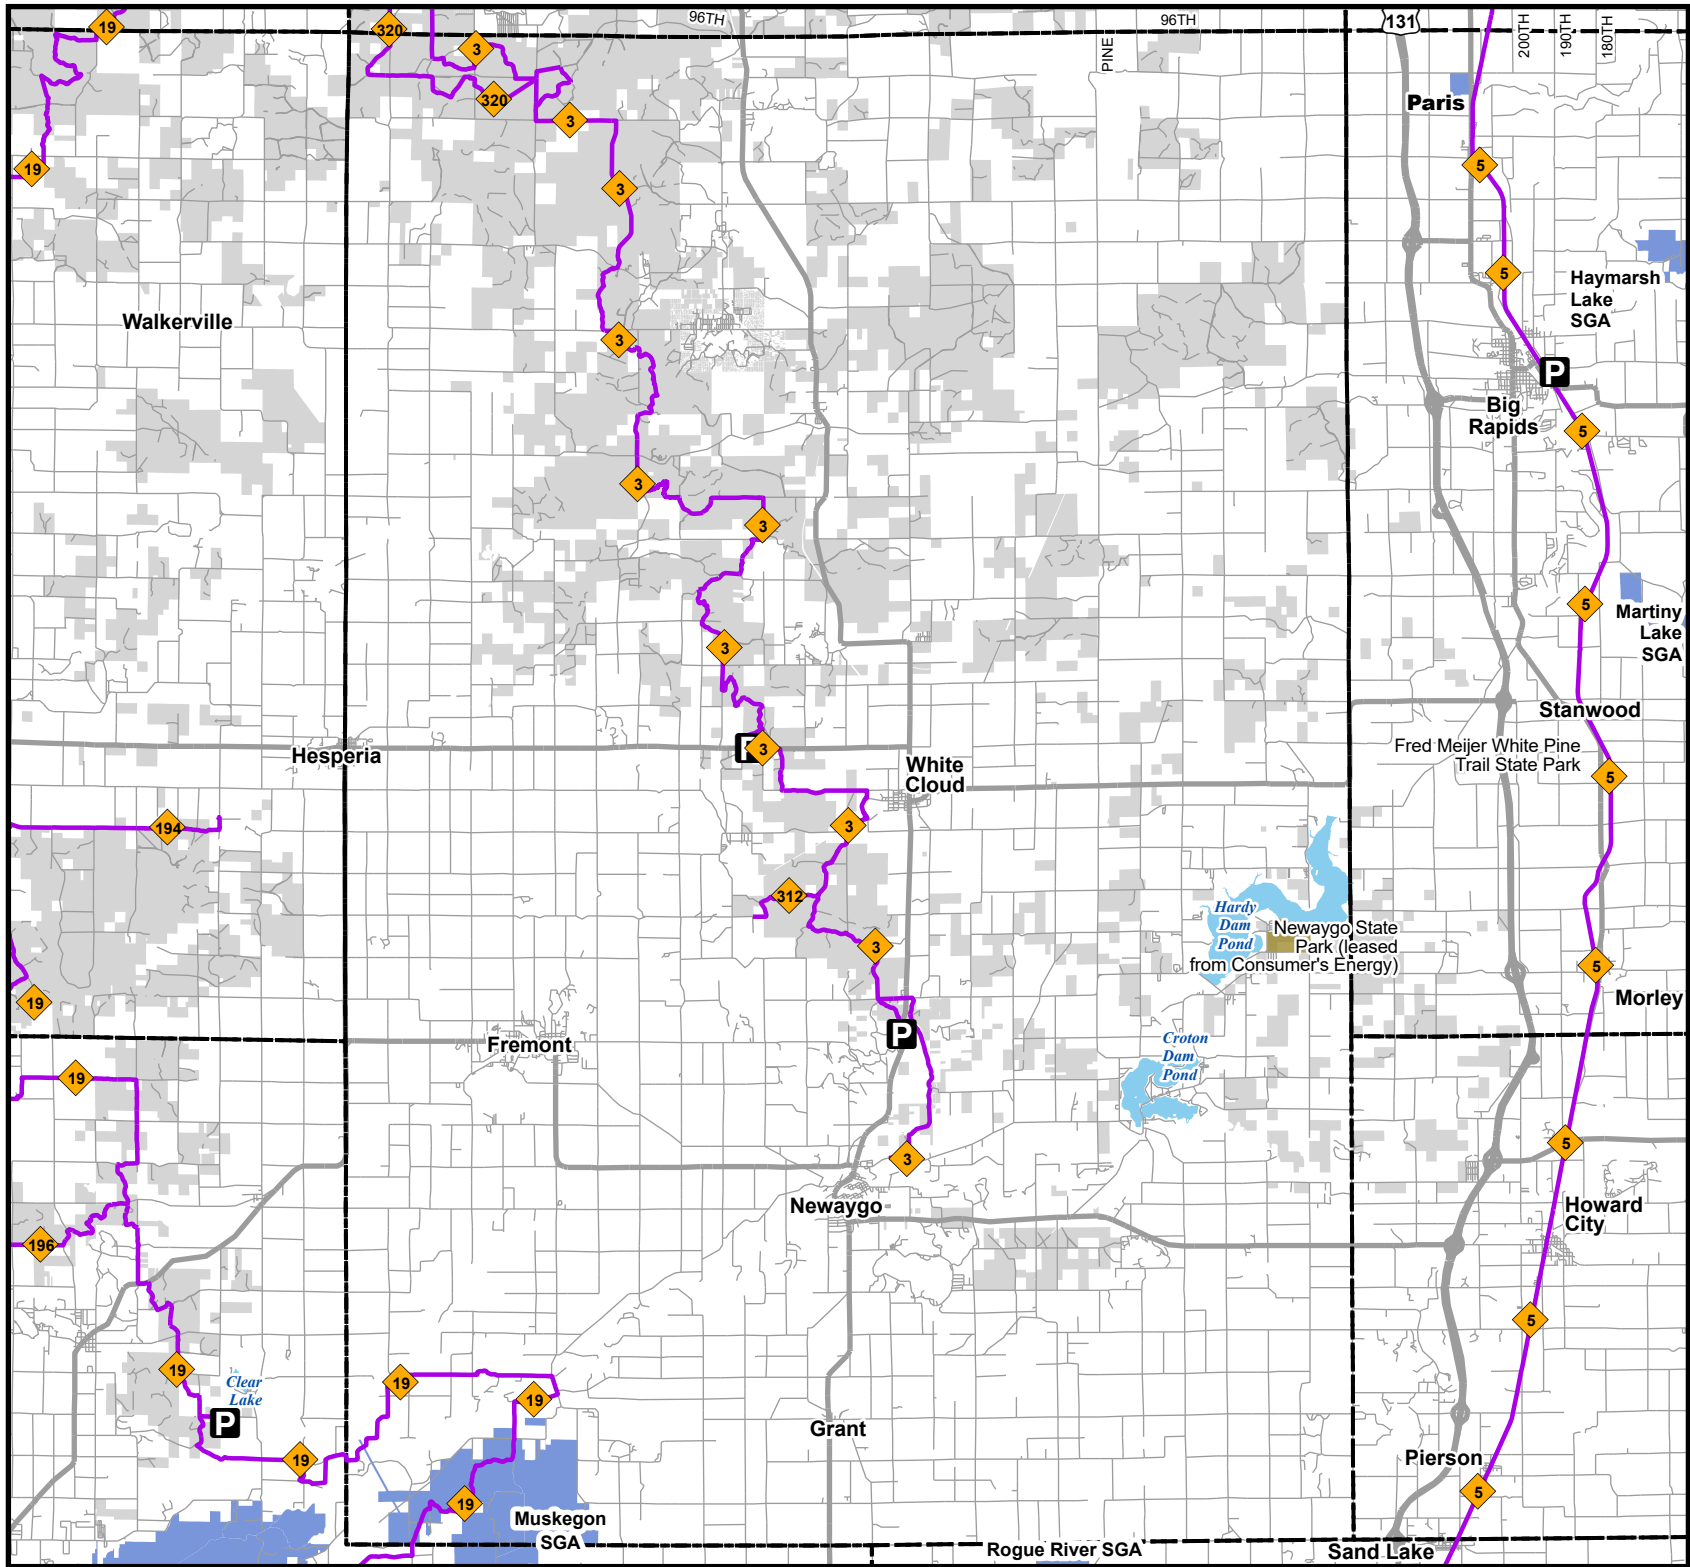 19
320
3
96TH
96TH
131
PINE
200TH
190TH
180TH
320
3
Paris
19
5
3
5
Haymarsh
Lake
SGA
Walkerville
3
P
Big
Rapids
5
3
3
5
Martiny
Lake
SGA
3
Stanwood
Hesperia
3
Fred Meijer White Pine
Trail State Park
White
Cloud
5
194
3
312
Hardy
Dam
Pond
Newaygo State
Park (leased
from Consumer's Energy)
3
5
19
Morley
P
Fremont
Croton
Dam
Pond
19
5
3
Newaygo
Howard
City
196
5
19
Clear
Lake
19
19
P
Grant
19
Pierson
5
19
Muskegon
SGA
Rogue River SGA
Sand Lake